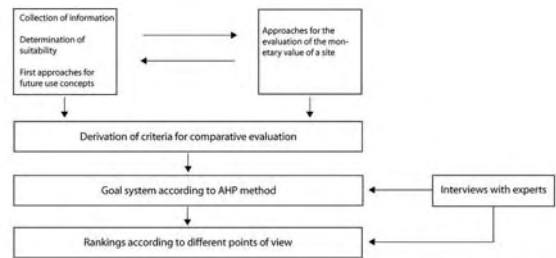 Collection of information
Determination of
suitability
First approaches for
future use concepts
Approaches for the
evaluation of the mon-
etary value of a site
Derivation of criteria for comparative evaluation
Goal system according to AHP method
Interviews with experts
Rankings according to different points of view